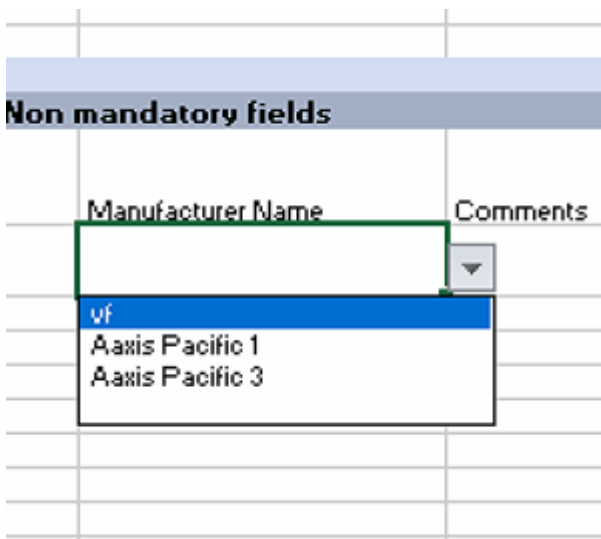 Non mandatory fields
Manufacturer Name
Comments
vf
Aaxis Pacific 1
Aaxis Pacific 3